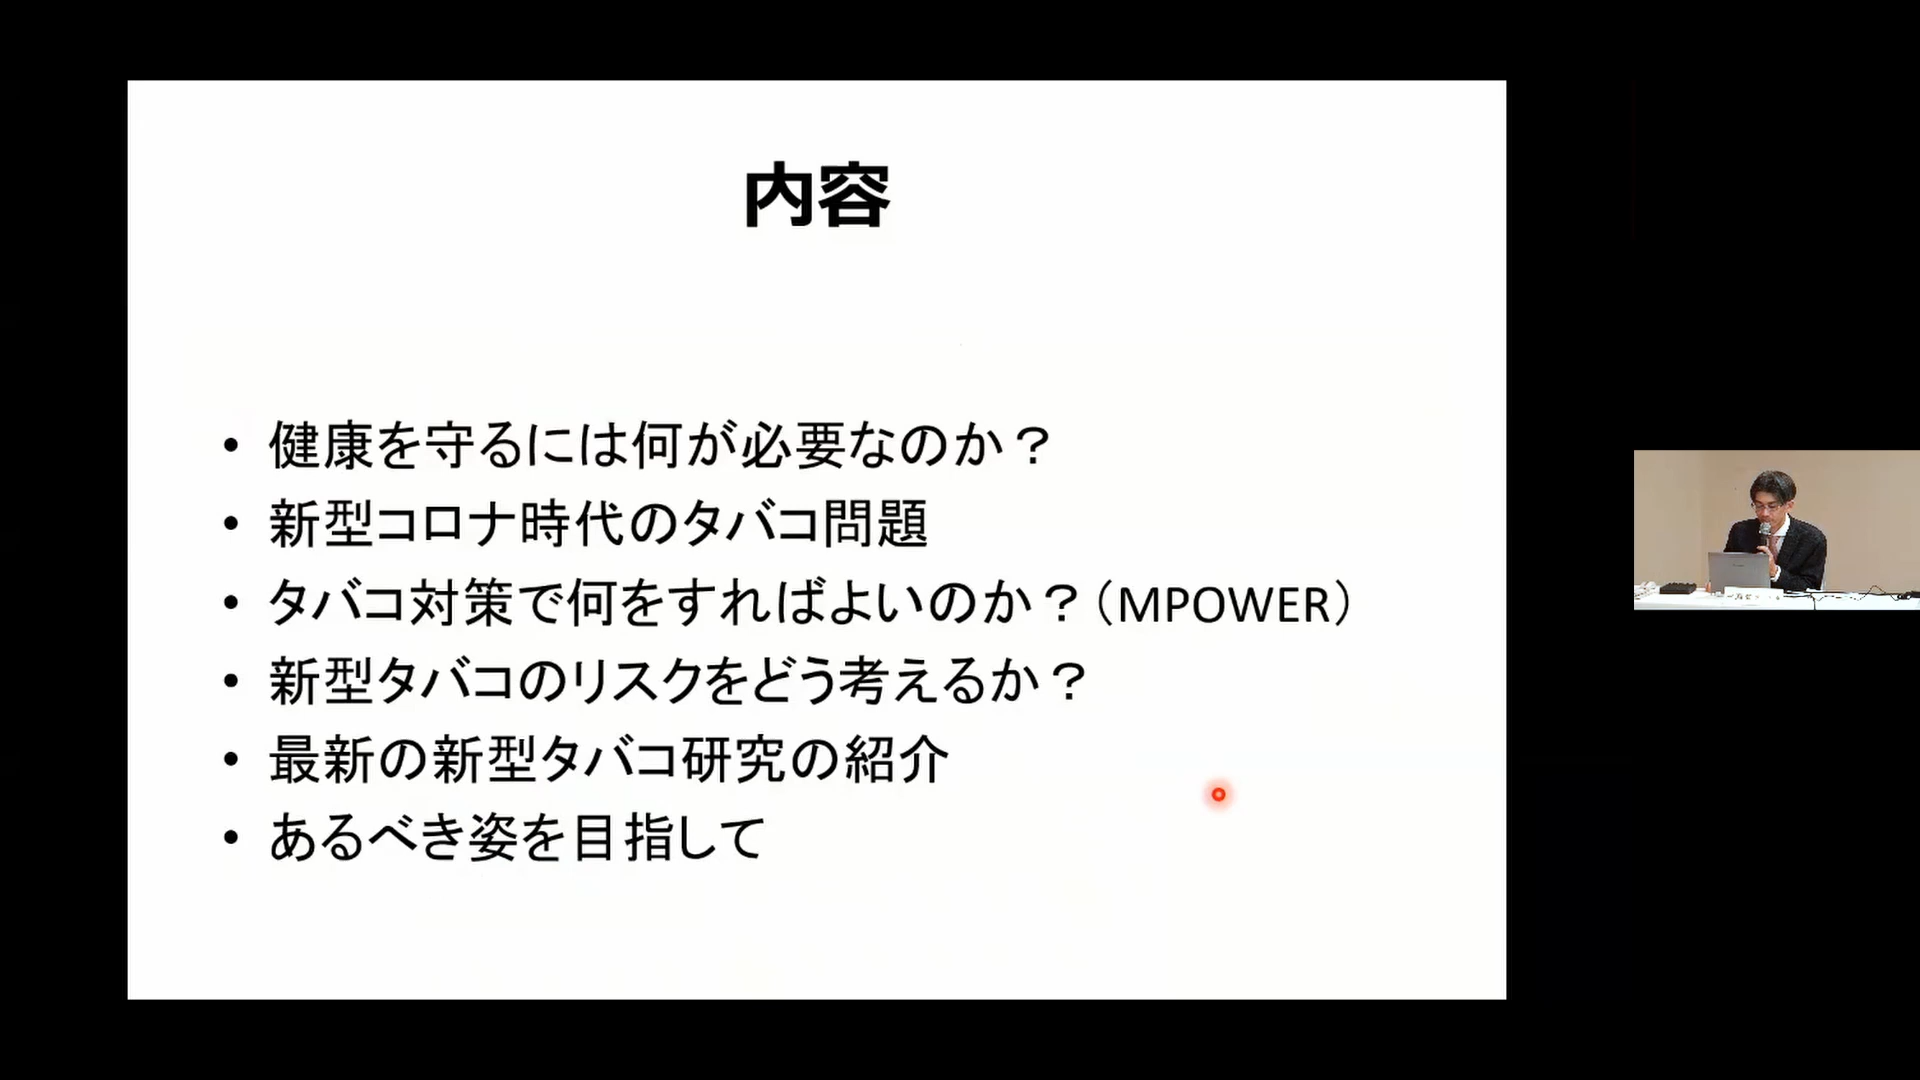 内容
• 健康を守るには何が必要なのか？
• 新型コロナ時代のタバコ問題
• タバコ対策で何をすればよいのか？（MPOWER）
• 新型タバコのリスクをどう考えるか？
• 最新の新型タバコ研究の紹介
• あるべき姿を目指して